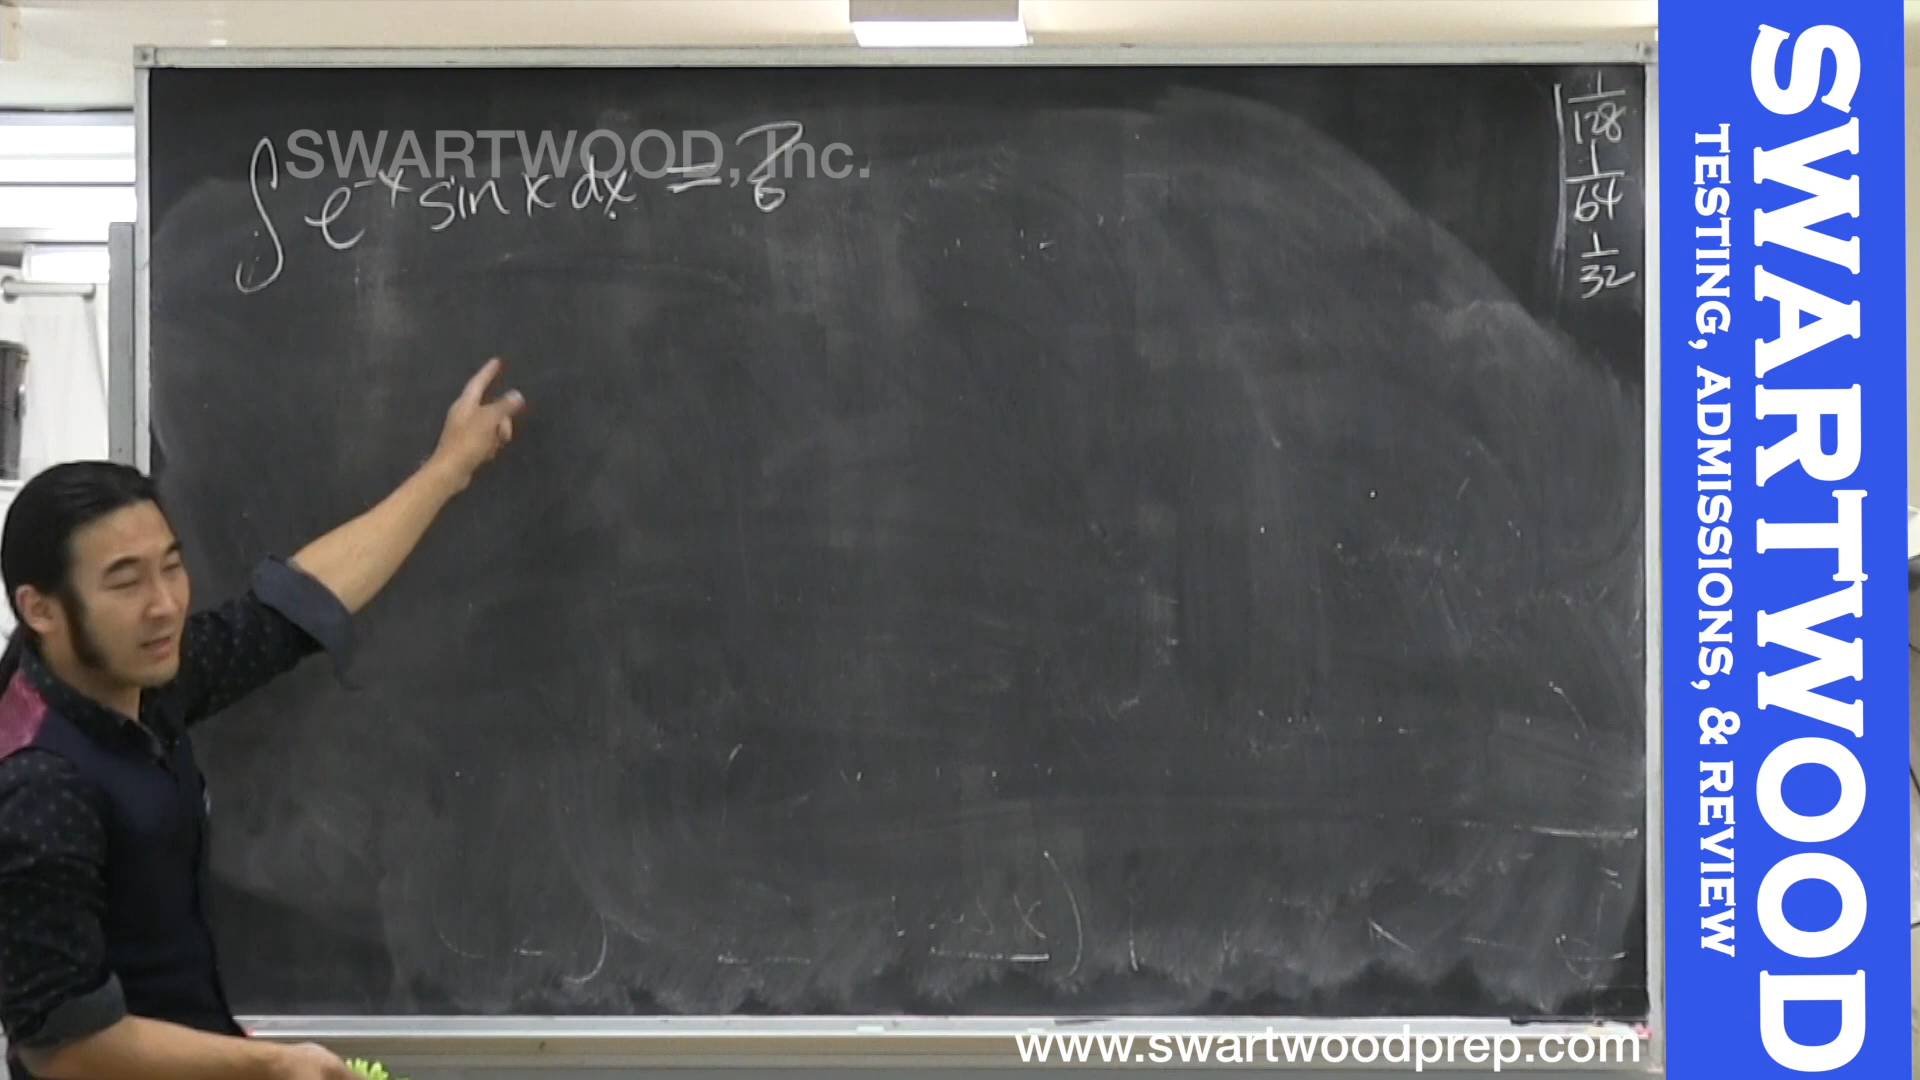 SWARTWOOD, Inc.
∫ e^-x sin x dx = ?
1/128
1/64
1/32
SWARTWOOD
TESTING, ADMISSIONS, & REVIEW
www.swartwoodprep.com